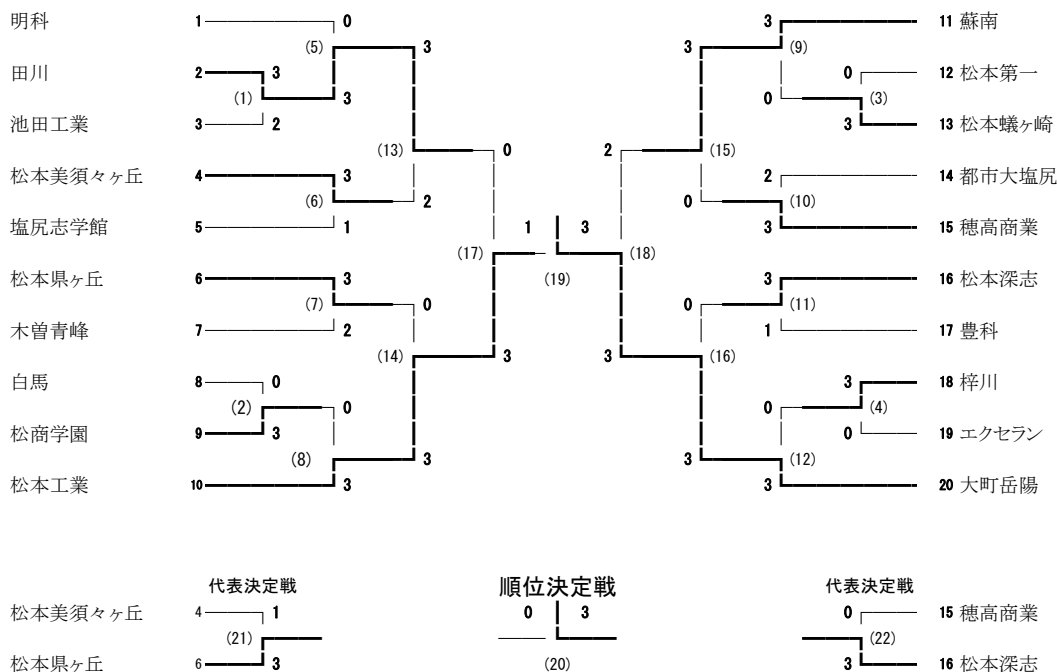 明科 1 0 3 11 蘇南
(5) 3 3 (9)
田川 2 3 0 12 松本第一
(1) 3 0 (3)
池田工業 3 2 3 13 松本蟻ヶ崎
(13) 0 2 (15)
松本美須々ヶ丘 4 3 2 14 都市大塩尻
(6) 2 0 (10)
塩尻志学館 5 1 3 15 穂高商業
1 3
(17) (18)
(19)
松本県ヶ丘 6 3 3 16 松本深志
(7) 0 0 (11)
木曽青峰 7 2 1 17 豊科
(14) 3 3 (16)
白馬 8 0 3 18 梓川
(2) 0 0 (4)
松商学園 9 3 0 19 エクセラン
(8) 3 3 (12)
松本工業 10 3 3 20 大町岳陽
代表決定戦 順位決定戦 代表決定戦
松本美須々ヶ丘 4 1 0 3 0 15 穂高商業
(21) (22)
松本県ヶ丘 6 3 (20) 3 16 松本深志